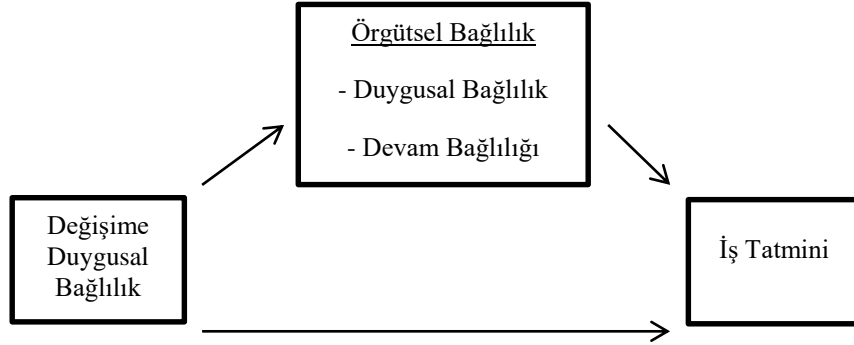 Örgütsel Bağlılık
- Duygusal Bağlılık
- Devam Bağlılığı
Değişime
Duygusal
Bağlılık
İş Tatmini